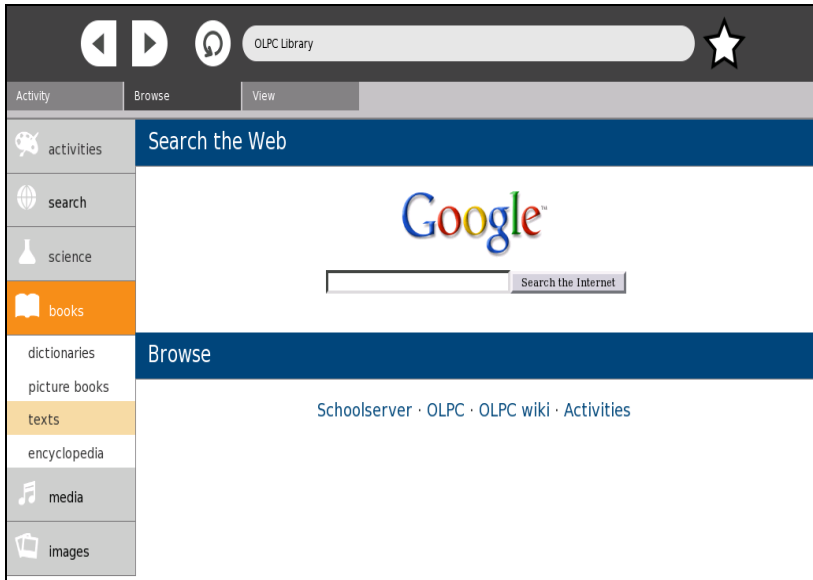 OLPC Library
Activity Browse View
activities
search
science
books
dictionaries
picture books
texts
encyclopedia
media
images
Search the Web
Google™
Search the Internet
Browse
Schoolserver · OLPC · OLPC wiki · Activities